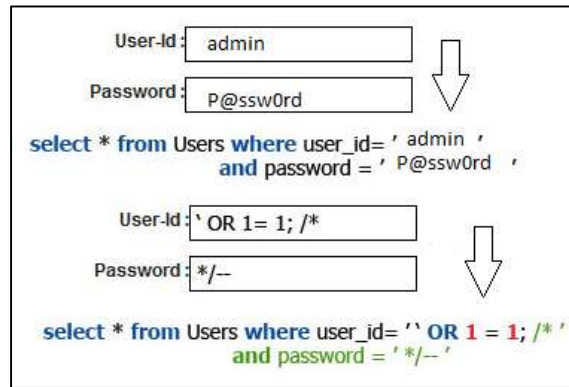 User-Id : admin
Password : P@ssw0rd
select * from Users where user_id= ' admin '
and password = ' P@ssw0rd '
User-Id : ` OR 1= 1; /*
Password : */--
select * from Users where user_id= '` OR 1 = 1; /* '
and password = ' */-- '